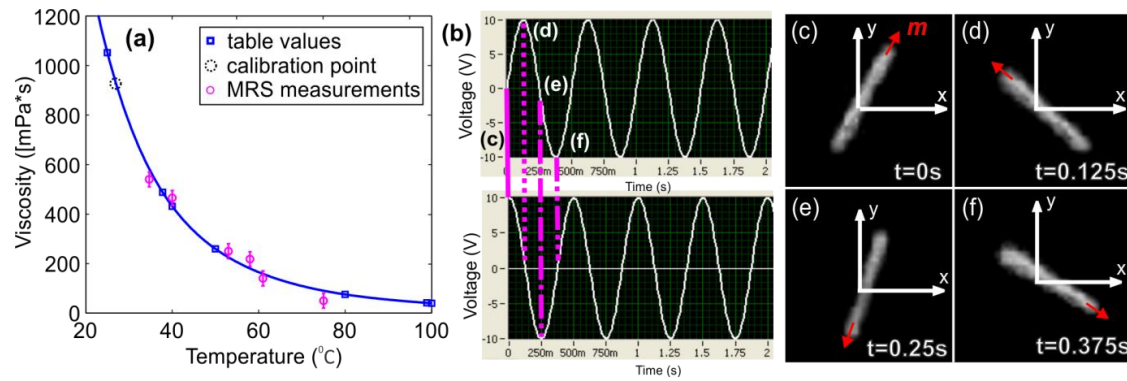 (a)
table values
calibration point
MRS measurements
Viscosity ([mPa*s)
1200
1000
800
600
400
200
0
20 40 60 80 100
Temperature (°C)
(b)
Voltage (V)
10
5
0
-5
-10
(d)
(e)
(c)
(f)
0 250m 500m 750m 1 1.25 1.5 1.75 2
Time (s)
Voltage (V)
10
5
0
-5
-10
0 250m 500m 750m 1 1.25 1.5 1.75 2
Time (s)
(c)
y
m
x
t=0s
(d)
y
x
t=0.125s
(e)
y
x
t=0.25s
(f)
y
x
t=0.375s